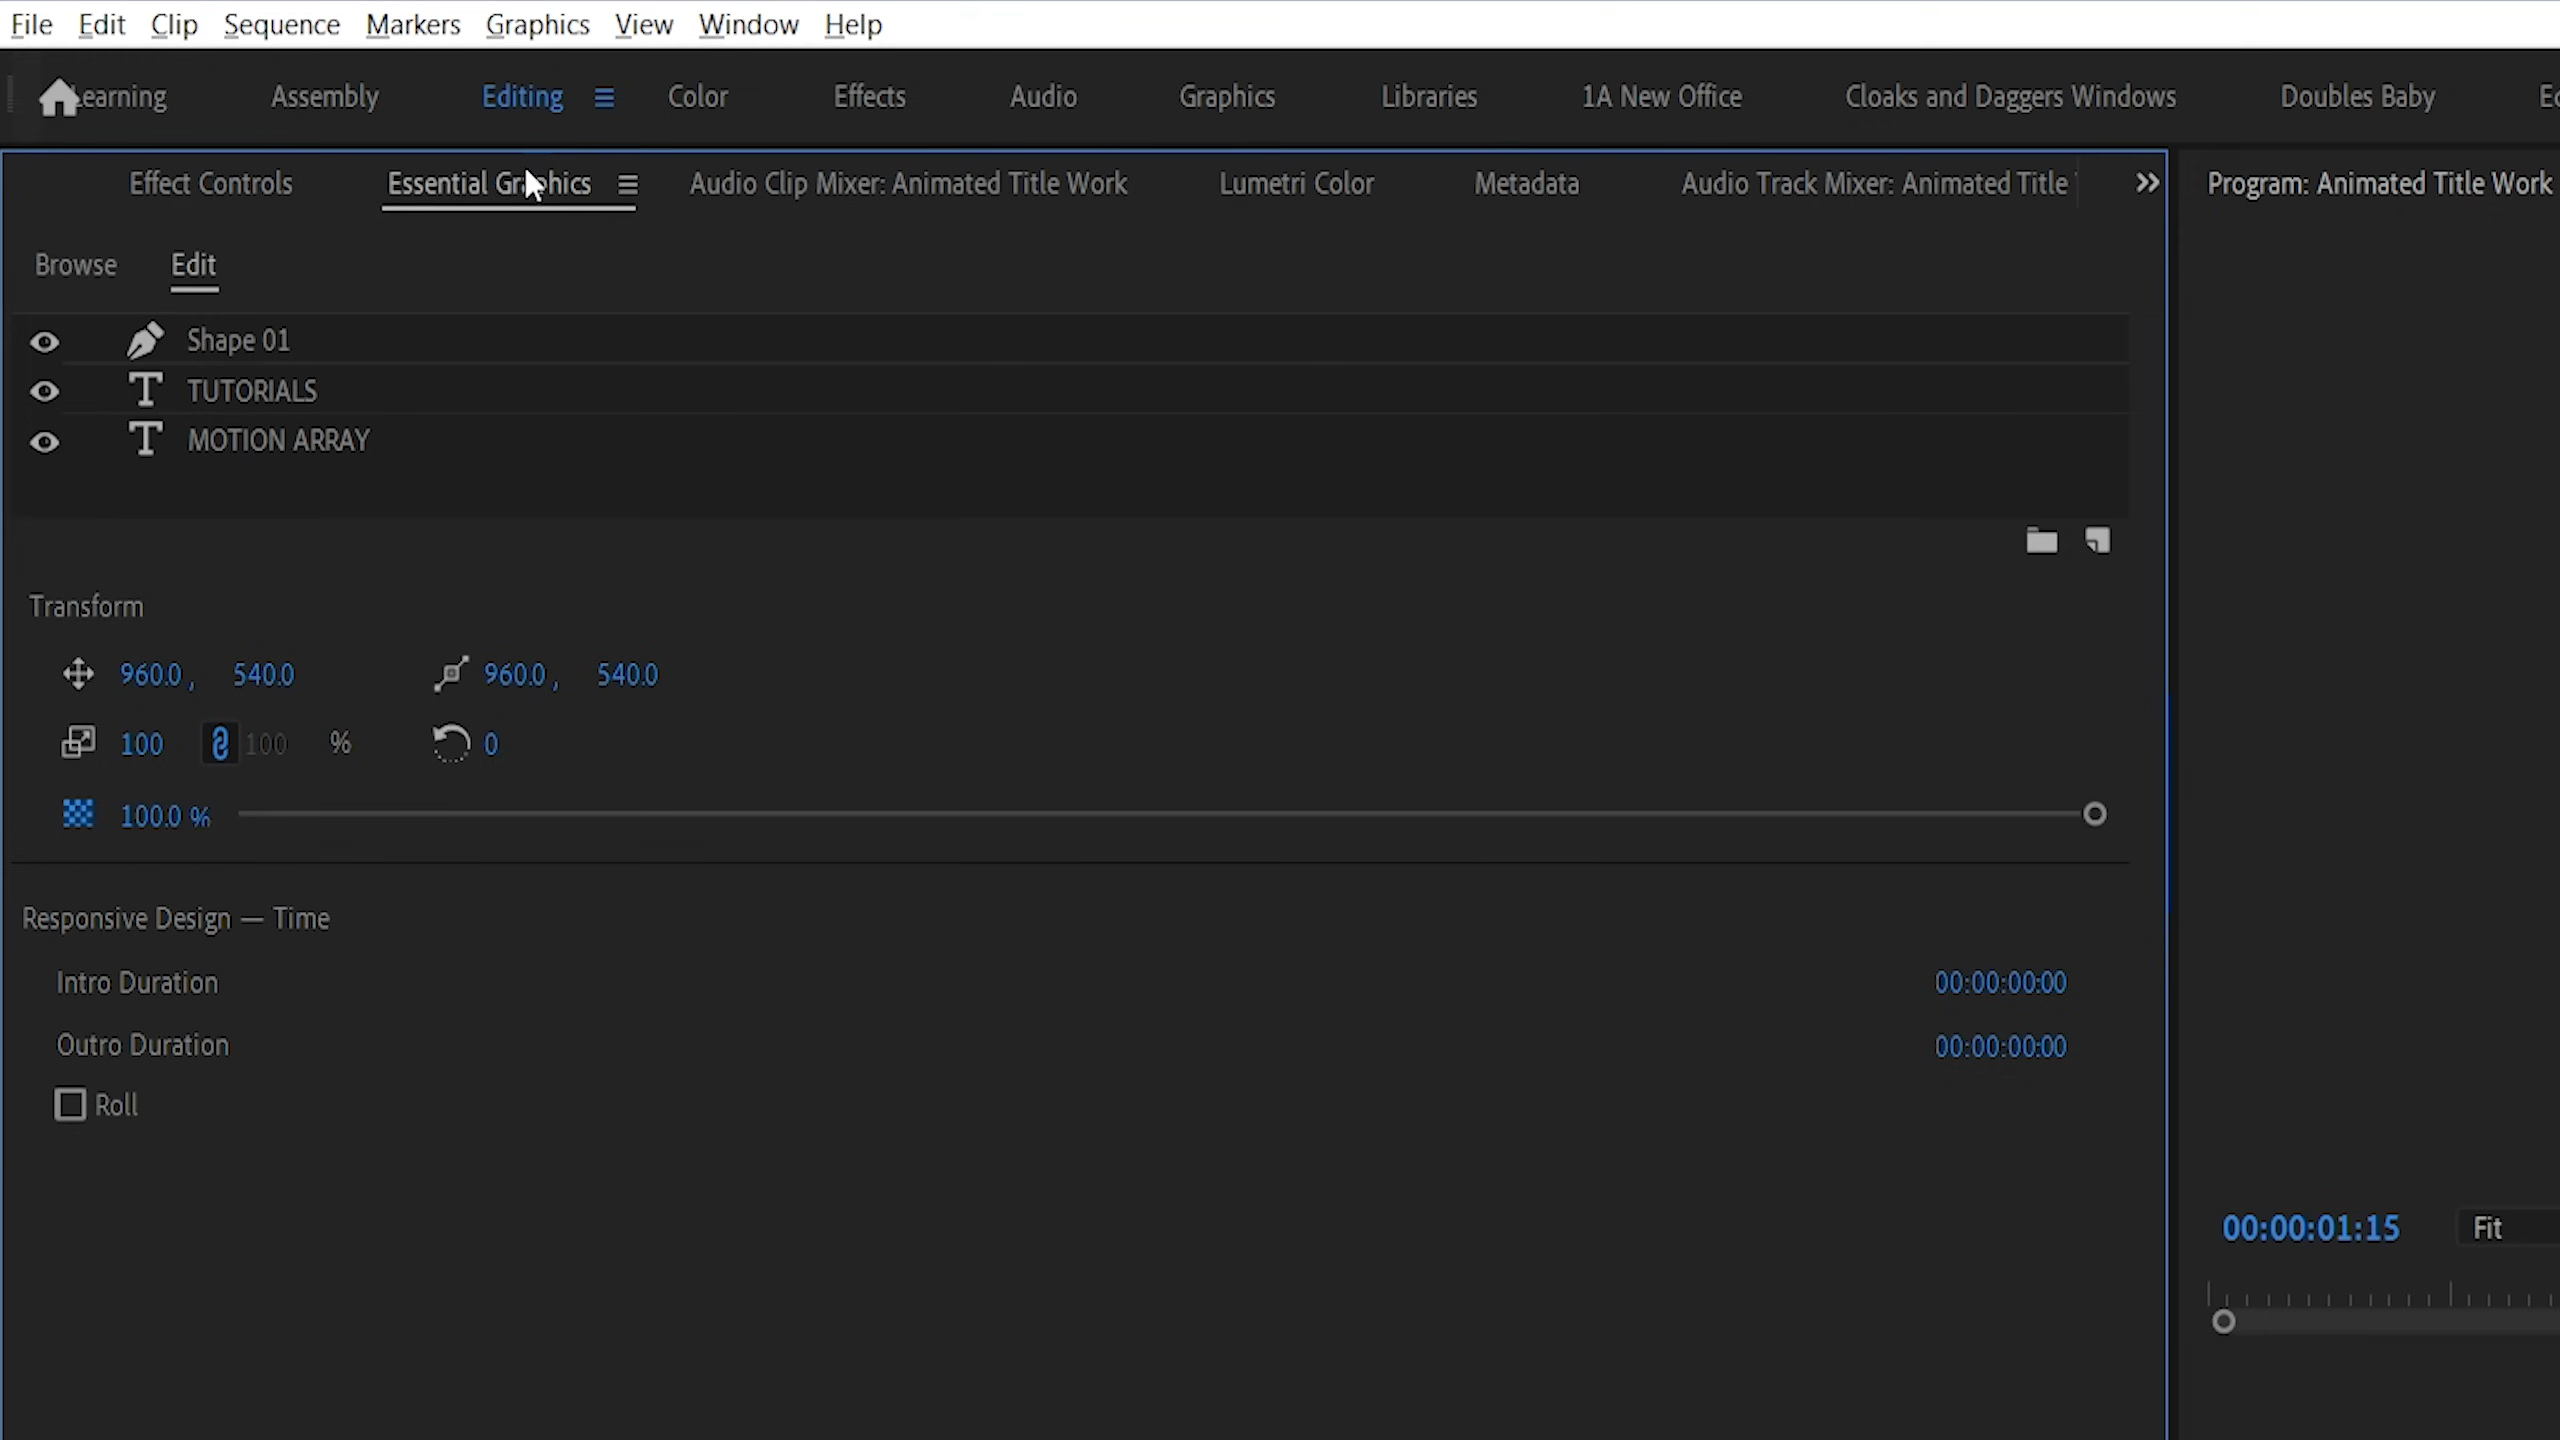 File Edit Clip Sequence Markers Graphics View Window Help
Learning Assembly Editing Color Effects Audio Graphics Libraries 1A New Office Cloaks and Daggers Windows Doubles Baby
Effect Controls Essential Graphics Audio Clip Mixer: Animated Title Work Lumetri Color Metadata Audio Track Mixer: Animated Title Program: Animated Title Work
Browse Edit
Shape 01
TUTORIALS
MOTION ARRAY
Transform
960.0 , 540.0 960.0 , 540.0
100 100 % 0
100.0 %
Responsive Design — Time
Intro Duration 00:00:00:00
Outro Duration 00:00:00:00
Roll
00:00:01:15 Fit